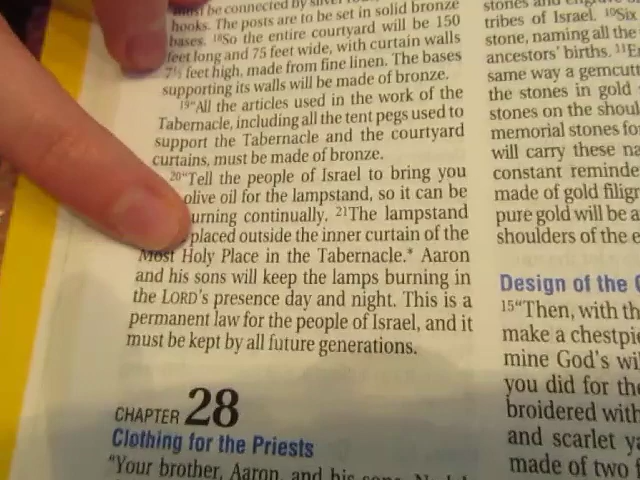 must be connected by silver
hooks. The posts are to be set in solid bronze
bases. 18So the entire courtyard will be 150
feet long and 75 feet wide, with curtain walls
7½ feet high, made from fine linen. The bases
supporting its walls will be made of bronze.
19“All the articles used in the work of the
Tabernacle, including all the tent pegs used to
support the Tabernacle and the courtyard
curtains, must be made of bronze.
20“Tell the people of Israel to bring you
olive oil for the lampstand, so it can be
urning continually. 21The lampstand
placed outside the inner curtain of the
Most Holy Place in the Tabernacle.* Aaron
and his sons will keep the lamps burning in
the LORD'S presence day and night. This is a
permanent law for the people of Israel, and it
must be kept by all future generations.
CHAPTER 28
Clothing for the Priests
“Your brother, Aaron, and his sons,
stones and
tribes of Israel. 10Six
stone, naming all the
ancestors' births. 11
same way a gemcutt
the stones in gold
stones on the shoul
memorial stones fo
will carry these na
constant reminde
made of gold filigr
pure gold will be a
shoulders of the e
Design of the
15“Then, with th
make a chestpie
mine God's wi
you did for the
broidered with
and scarlet ya
made of two f